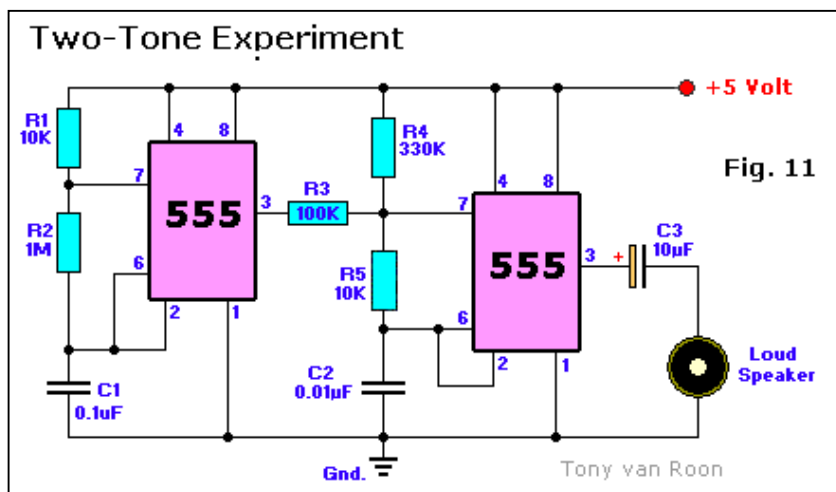 Two-Tone Experiment
+5 Volt
R1
10K
4
8
R4
330K
Fig. 11
7
R3
3
100K
7
4
8
555
R2
1M
C3
10µF
R5
10K
555
3
+
6
2
1
6
2
1
C1
0.1uF
C2
0.01µF
Loud
Speaker
Gnd.
Tony van Roon